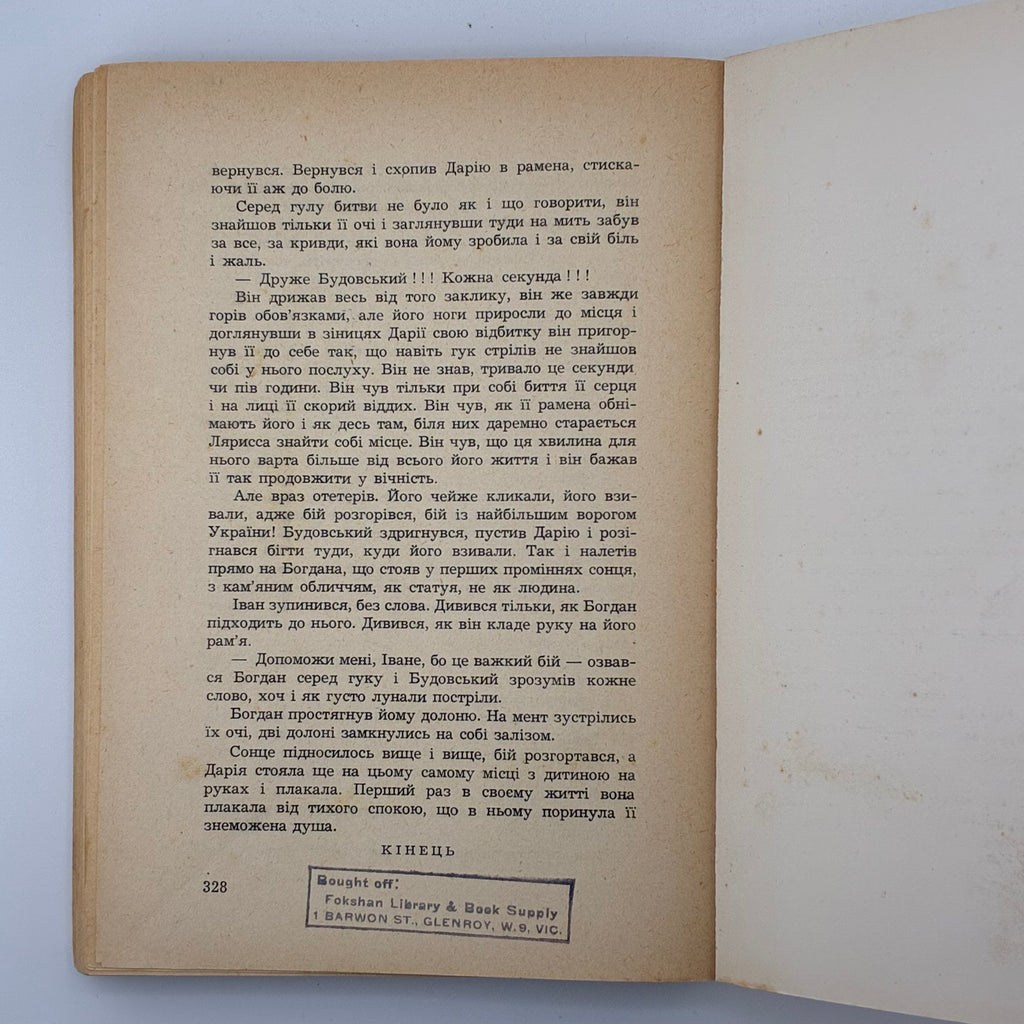 вернувся. Вернувся і схопив Дарію в рамена, стиска-
ючи її аж до болю.
Серед гулу битви не було як і що говорити, він
знайшов тільки її очі і заглянувши туди на мить забув
за все, за кривди, які вона йому зробила і за свій біль
і жаль.
— Друже Будовський ! ! ! Кожна секунда ! ! !
Він дрижав весь від того заклику, він же завжди
горів обов'язками, але його ноги приросли до місця і
доглянувши в зіницях Дарії свою відбитку він пригор-
нув її до себе так, що навіть гук стрілів не знайшов
собі у нього послуху. Він не знав, тривало це секунди
чи пів години. Він чув тільки при собі биття її серця
і на лиці її скорий віддих. Він чув, як її рамена обні-
мають його і як десь там, біля них даремно старається
Лярисса знайти собі місце. Він чув, що ця хвилина для
нього варта більше від всього його життя і він бажав
її так продовжити у вічність.
Але враз отетерів. Його чейже кликали, його взи-
вали, адже бій розгорівся, бій із найбільшим ворогом
України! Будовський здригнувся, пустив Дарію і розі-
гнався бігти туди, куди його взивали. Так і налетів
прямо на Богдана, що стояв у перших проміннях сонця,
з кам'яним обличчям, як статуя, не як людина.
Іван зупинився, без слова. Дивився тільки, як Богдан
підходить до нього. Дивився, як він кладе руку на його
рам'я.
— Допоможи мені, Іване, бо це важкий бій — озвав-
ся Богдан серед гуку і Будовський зрозумів кожне
слово, хоч і як густо лунали постріли.
Богдан простягнув йому долоню. На мент зустрілись
їх очі, дві долоні замкнулись на собі залізом.
Сонце підносилось вище і вище, бій розгортався, а
Дарія стояла ще на цьому самому місці з дитиною на
руках і плакала. Перший раз в своєму житті вона
плакала від тихого спокою, що в ньому поринула її
знеможена душа.
КІНЕЦЬ
328
Bought off:
Fokshan Library & Book Supply
1 BARWON ST., GLENROY, W.9, VIC.